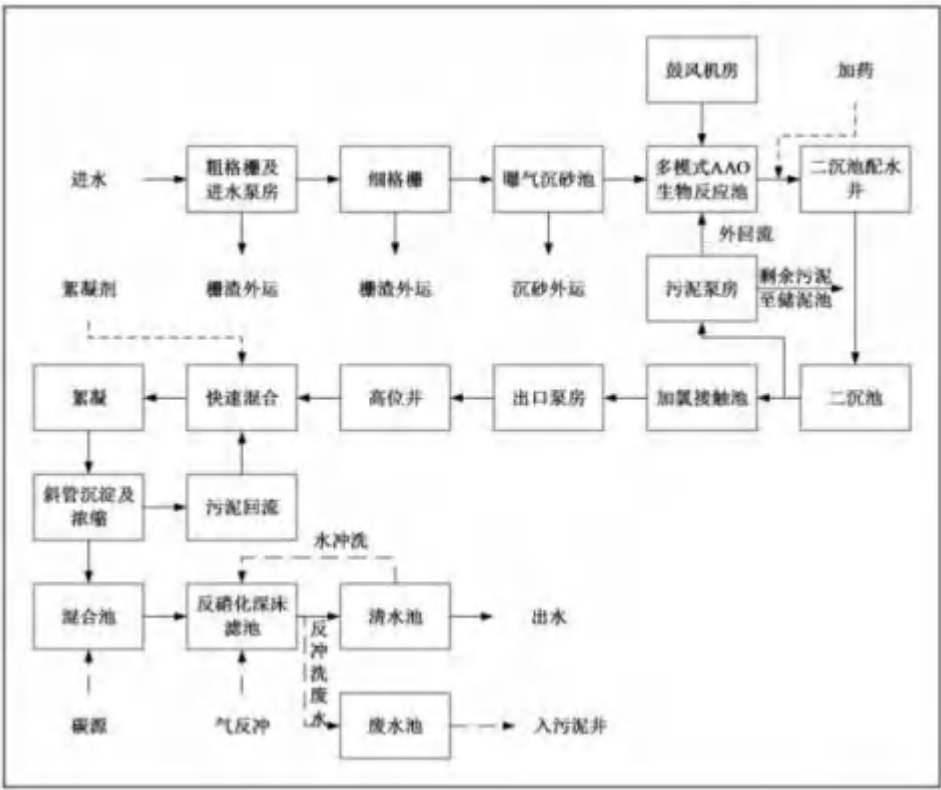 鼓风机房
加药
进水
粗格栅及
进水泵房
细格栅
曝气沉砂池
多模式AAO
生物反应池
二沉池配水
井
外回流
絮凝剂
栅渣外运
栅渣外运
沉砂外运
污泥泵房
剩余污泥
至储泥池
絮凝
快速混合
高位井
出口泵房
加氯接触池
二沉池
斜管沉淀及
浓缩
污泥回流
水冲洗
混合池
反硝化深床
滤池
清水池
出水
反冲洗废水
碳源
气反冲
废水池
入污泥井